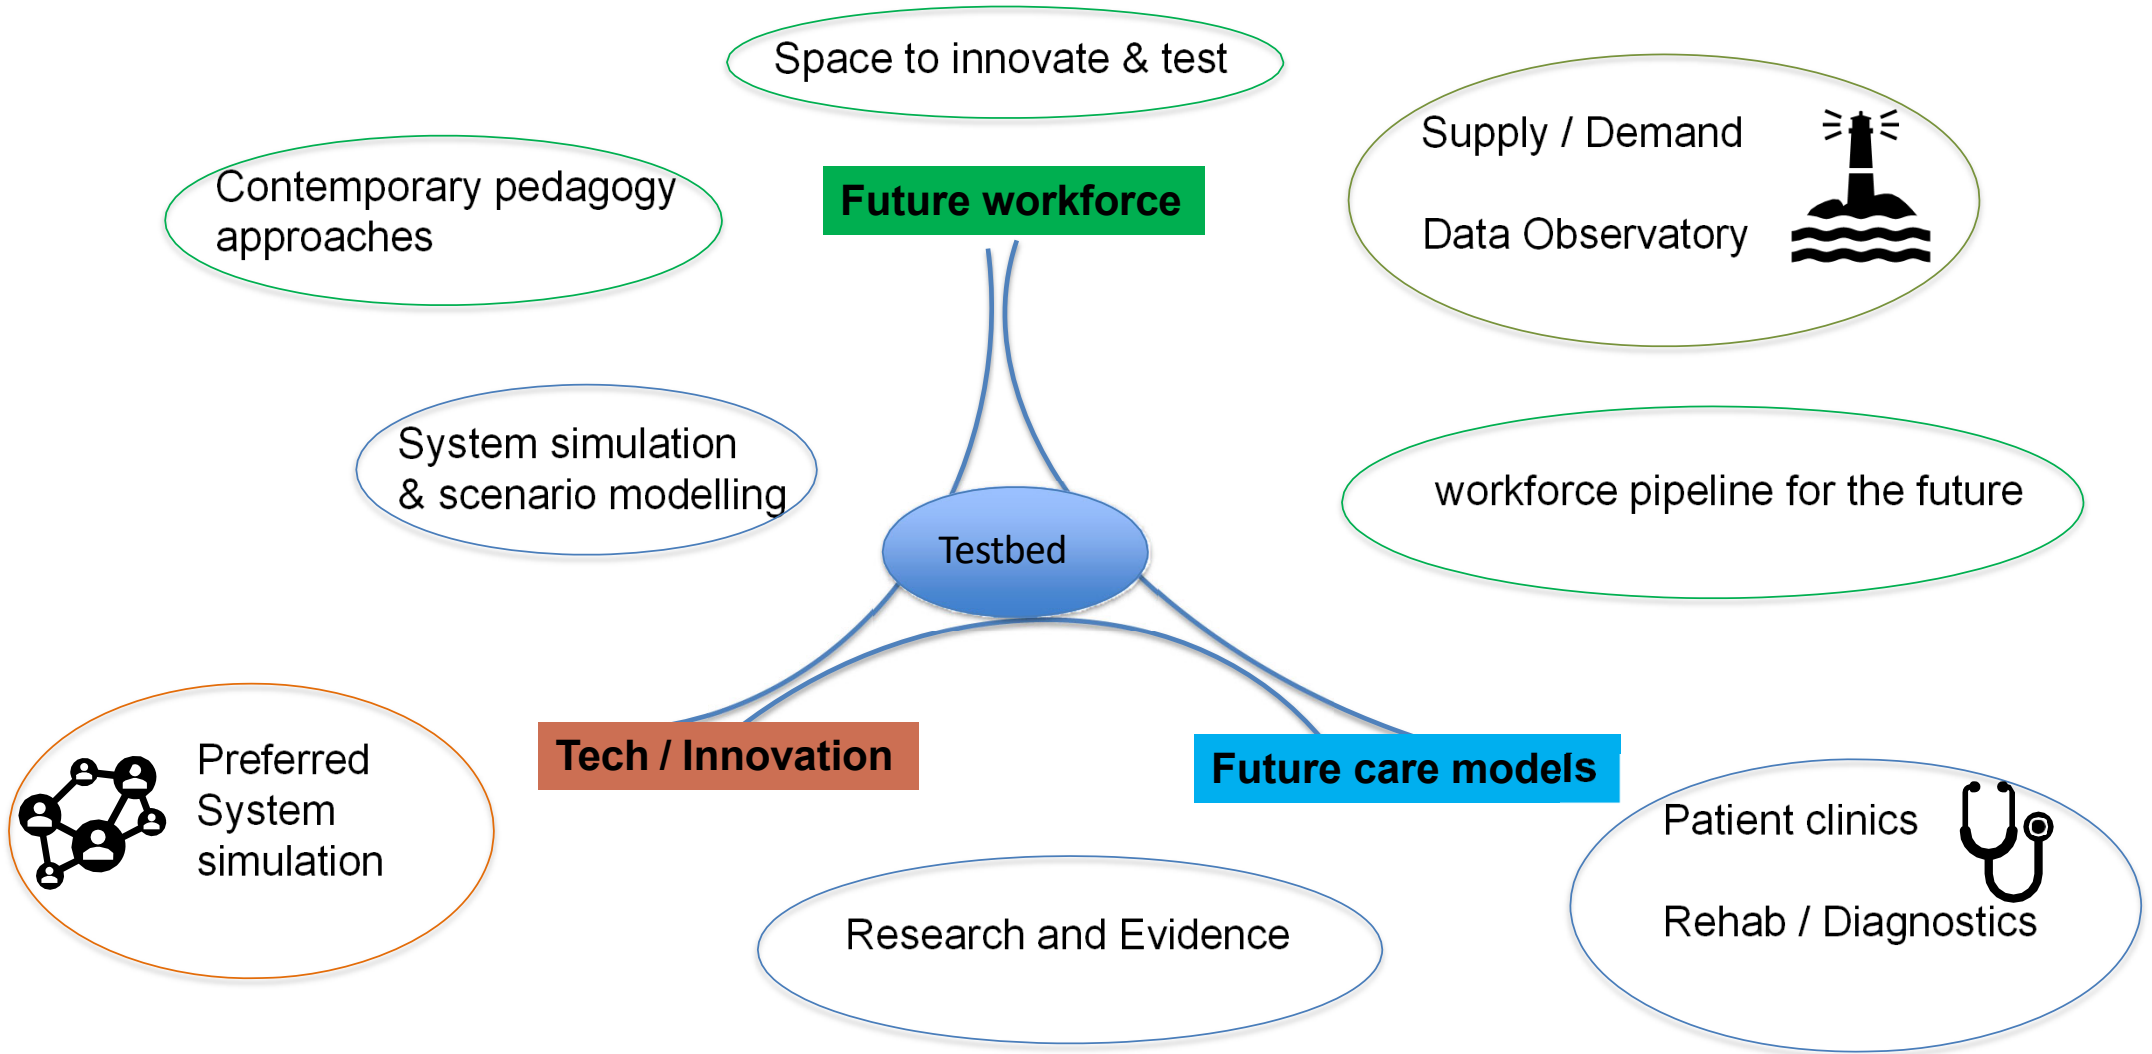 Space to innovate & test
Supply / Demand
Data Observatory
Contemporary pedagogy
approaches
Future workforce
System simulation
& scenario modelling
workforce pipeline for the future
Testbed
Preferred
System
simulation
Tech / Innovation
Future care models
Patient clinics
Rehab / Diagnostics
Research and Evidence